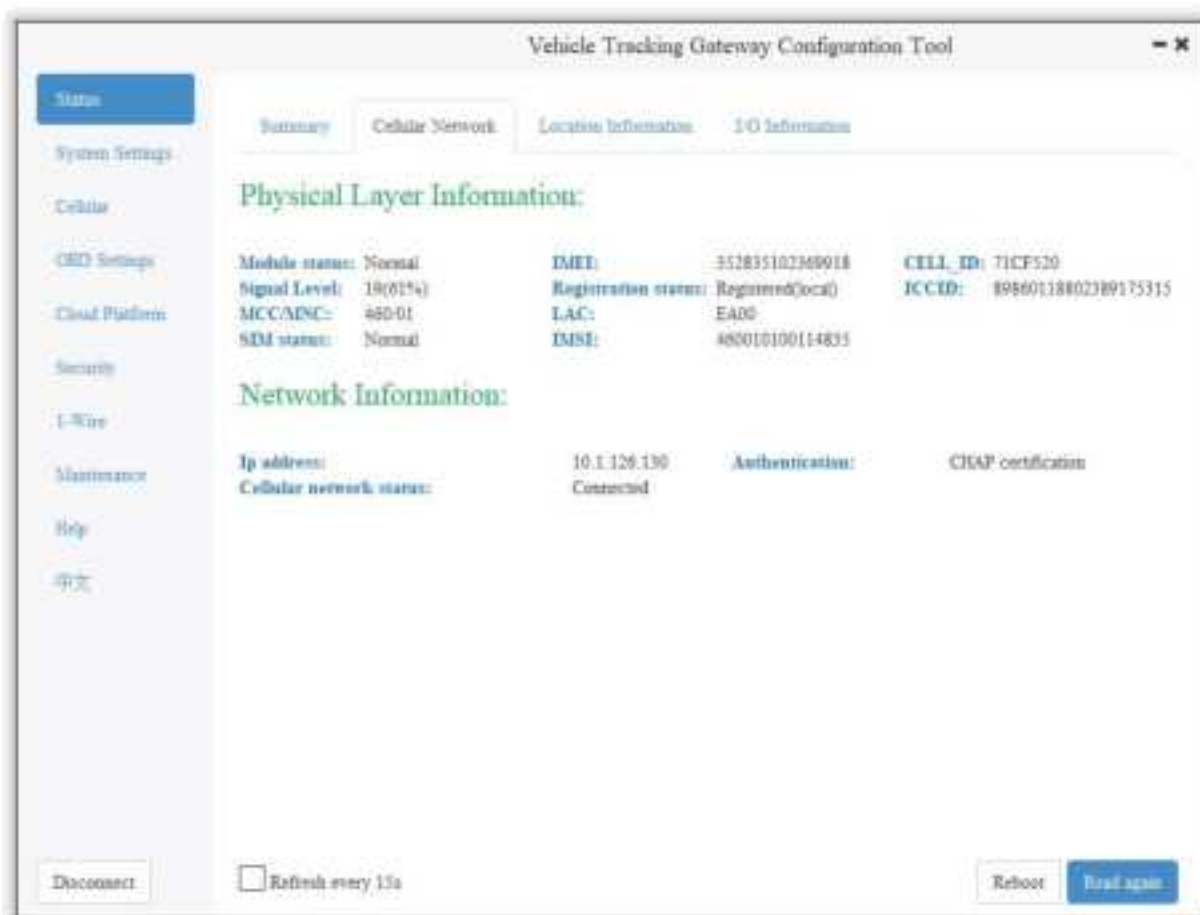 Vehicle Tracking Gateway Configuration Tool
Status
System Settings
Cellular
OBD Settings
Cloud Platform
Security
1-Wire
Maintenance
Help
中文
Disconnect
Summary Cellular Network Location Information I/O Information
Physical Layer Information:
Module status: Normal IMEI: 352835102369918 CELL_ID: 71CF520
Signal Level: 19(61%) Registration status: Registered(local) ICCID: 89860118802389175315
MCC/MNC: 460/01 LAC: EA00
SIM status: Normal IMSI: 460010100114835
Network Information:
Ip address: 10.1.126.130 Authentication: CHAP certification
Cellular network status: Connected
Refresh every 15s Reboot Read again